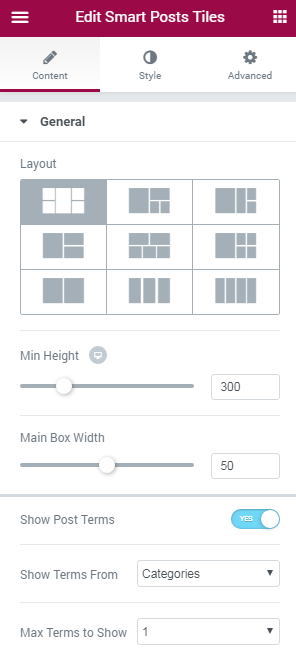 Edit Smart Posts Tiles
Content Style Advanced
General
Layout
Min Height
300
Main Box Width
50
Show Post Terms YES
Show Terms From Categories
Max Terms to Show 1